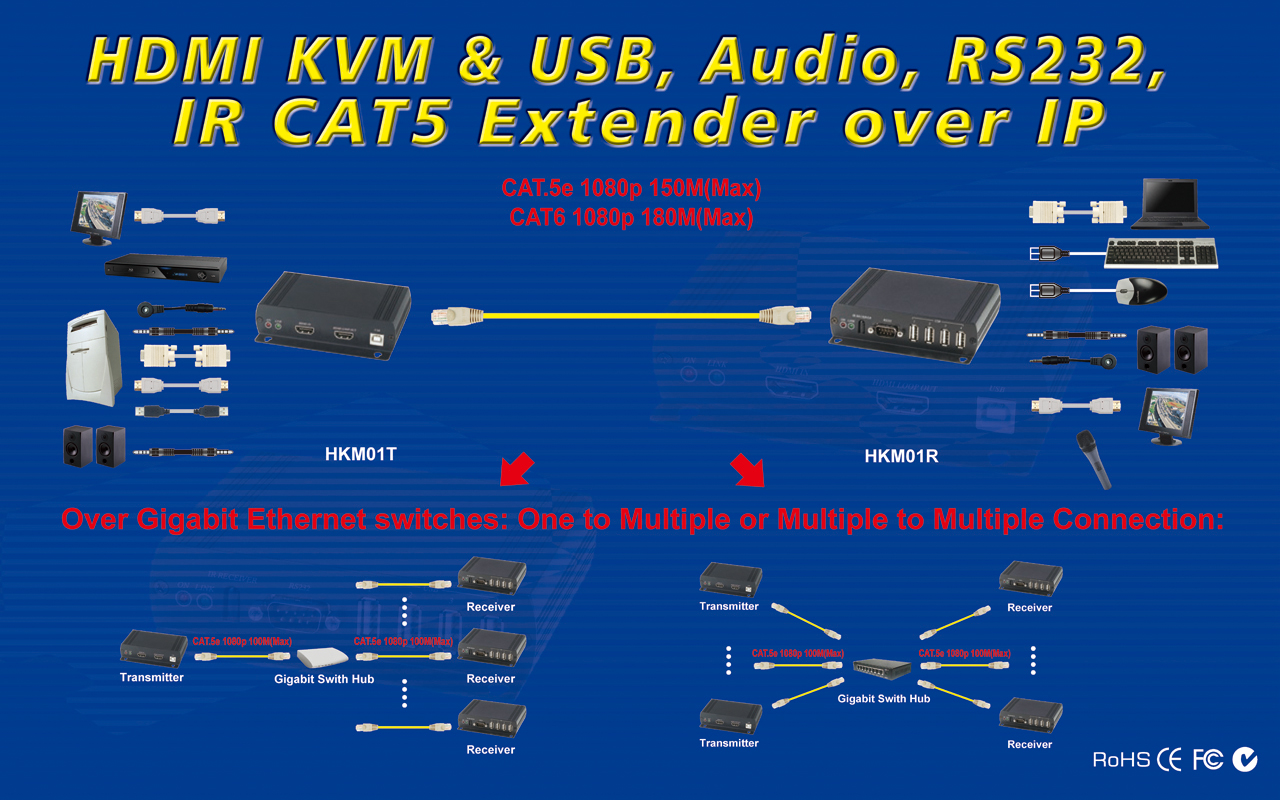 HDMI KVM & USB, Audio, RS232,
IR CAT5 Extender over IP
CAT.5e 1080p 150M(Max)
CAT6 1080p 180M(Max)
HKM01T
HKM01R
Over Gigabit Ethernet switches: One to Multiple or Multiple to Multiple Connection:
Receiver
CAT.5e 1080p 100M(Max)
CAT.5e 1080p 100M(Max)
Transmitter
Gigabit Swith Hub
Receiver
Receiver
Transmitter
Receiver
CAT.5e 1080p 100M(Max)
CAT.5e 1080p 100M(Max)
Gigabit Swith Hub
Transmitter
Receiver
RoHS CE FC